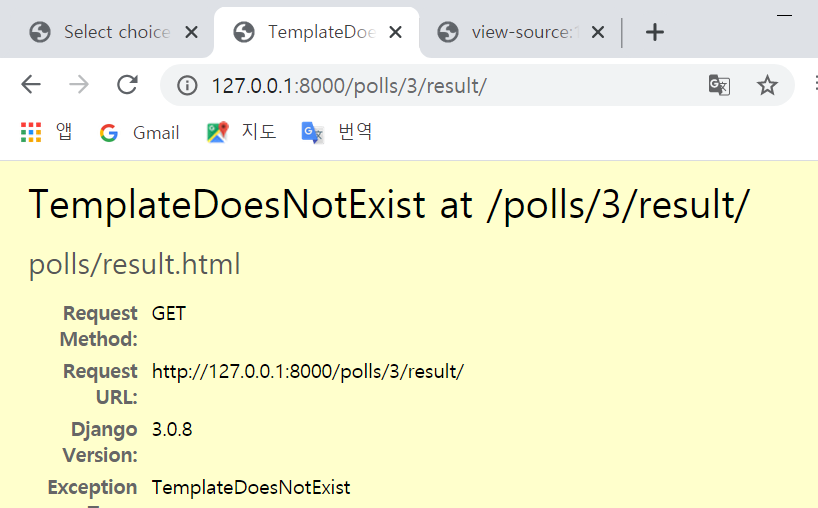 Select choice
TemplateDoe
view-source:1
127.0.0.1:8000/polls/3/result/
앱 Gmail 지도 번역
TemplateDoesNotExist at /polls/3/result/
polls/result.html
Request GET
Method:
Request http://127.0.0.1:8000/polls/3/result/
URL:
Django 3.0.8
Version:
Exception TemplateDoesNotExist